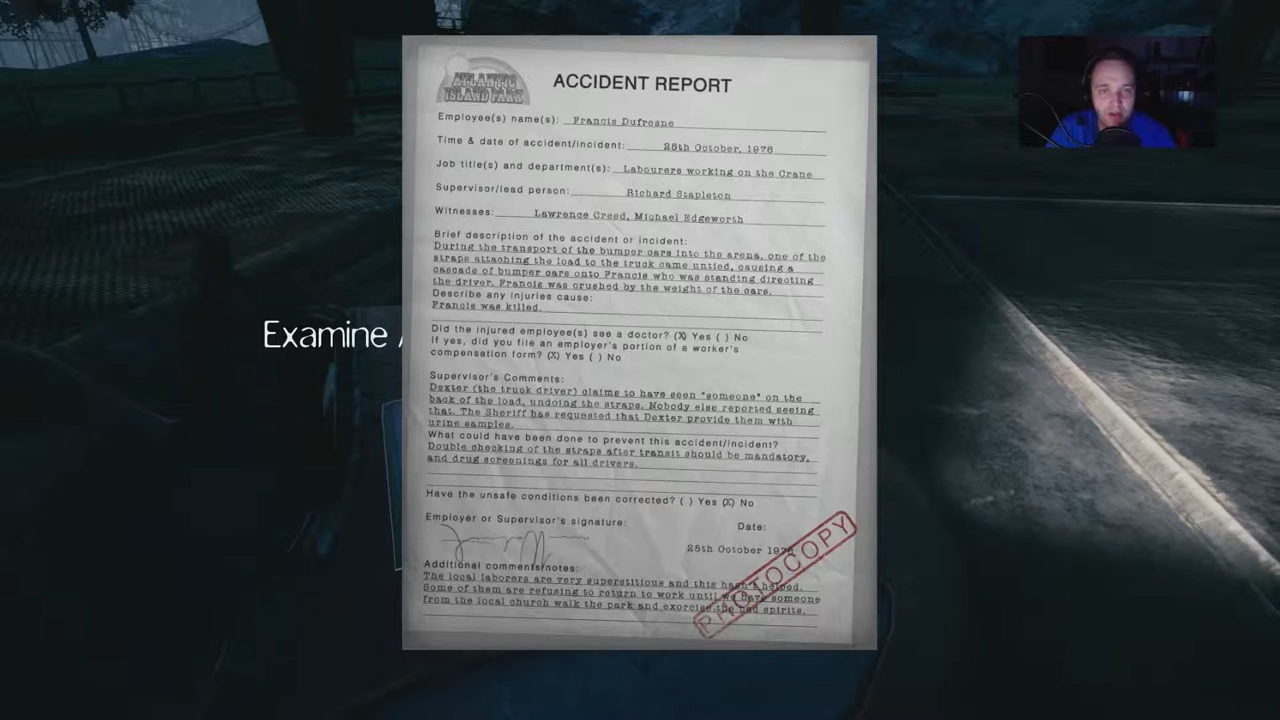 ATLANTIC
ISLAND PARK
ACCIDENT REPORT
Employee(s) name(s): Francis Dufresne
Time & date of accident/incident: 25th October, 1976
Job title(s) and department(s): Labourers working on the Crane
Supervisor/lead person: Richard Stapleton
Witnesses: Lawrence Creed, Michael Edgeworth
Brief description of the accident or incident:
During the transport of the bumper cars into the arena, one of the
straps attaching the load to the truck came untied, causing a
cascade of bumper cars onto Francis who was standing directing
the driver. Francis was crushed by the weight of the cars.
Describe any injuries cause:
Francis was killed.
Did the injured employee(s) see a doctor? (X) Yes ( ) No
If yes, did you file an employer's portion of a worker's
compensation form? (X) Yes ( ) No
Supervisor's Comments:
Dexter (the truck driver) claims to have seen "someone" on the
back of the load, undoing the straps. Nobody else reported seeing
that. The Sheriff has requested that Dexter provide them with
urine samples.
What could have been done to prevent this accident/incident?
Double checking of the straps after transit should be mandatory,
and drug screenings for all drivers.
Have the unsafe conditions been corrected? ( ) Yes (X) No
Employer or Supervisor's signature:
Date:
25th October 1976
Additional comments/notes:
The local laborers are very superstitious and this hasn't helped.
Some of them are refusing to return to work until we have someone
from the local church walk the park and exorcise the bad spirits.
PHOTOCOPY
Examine